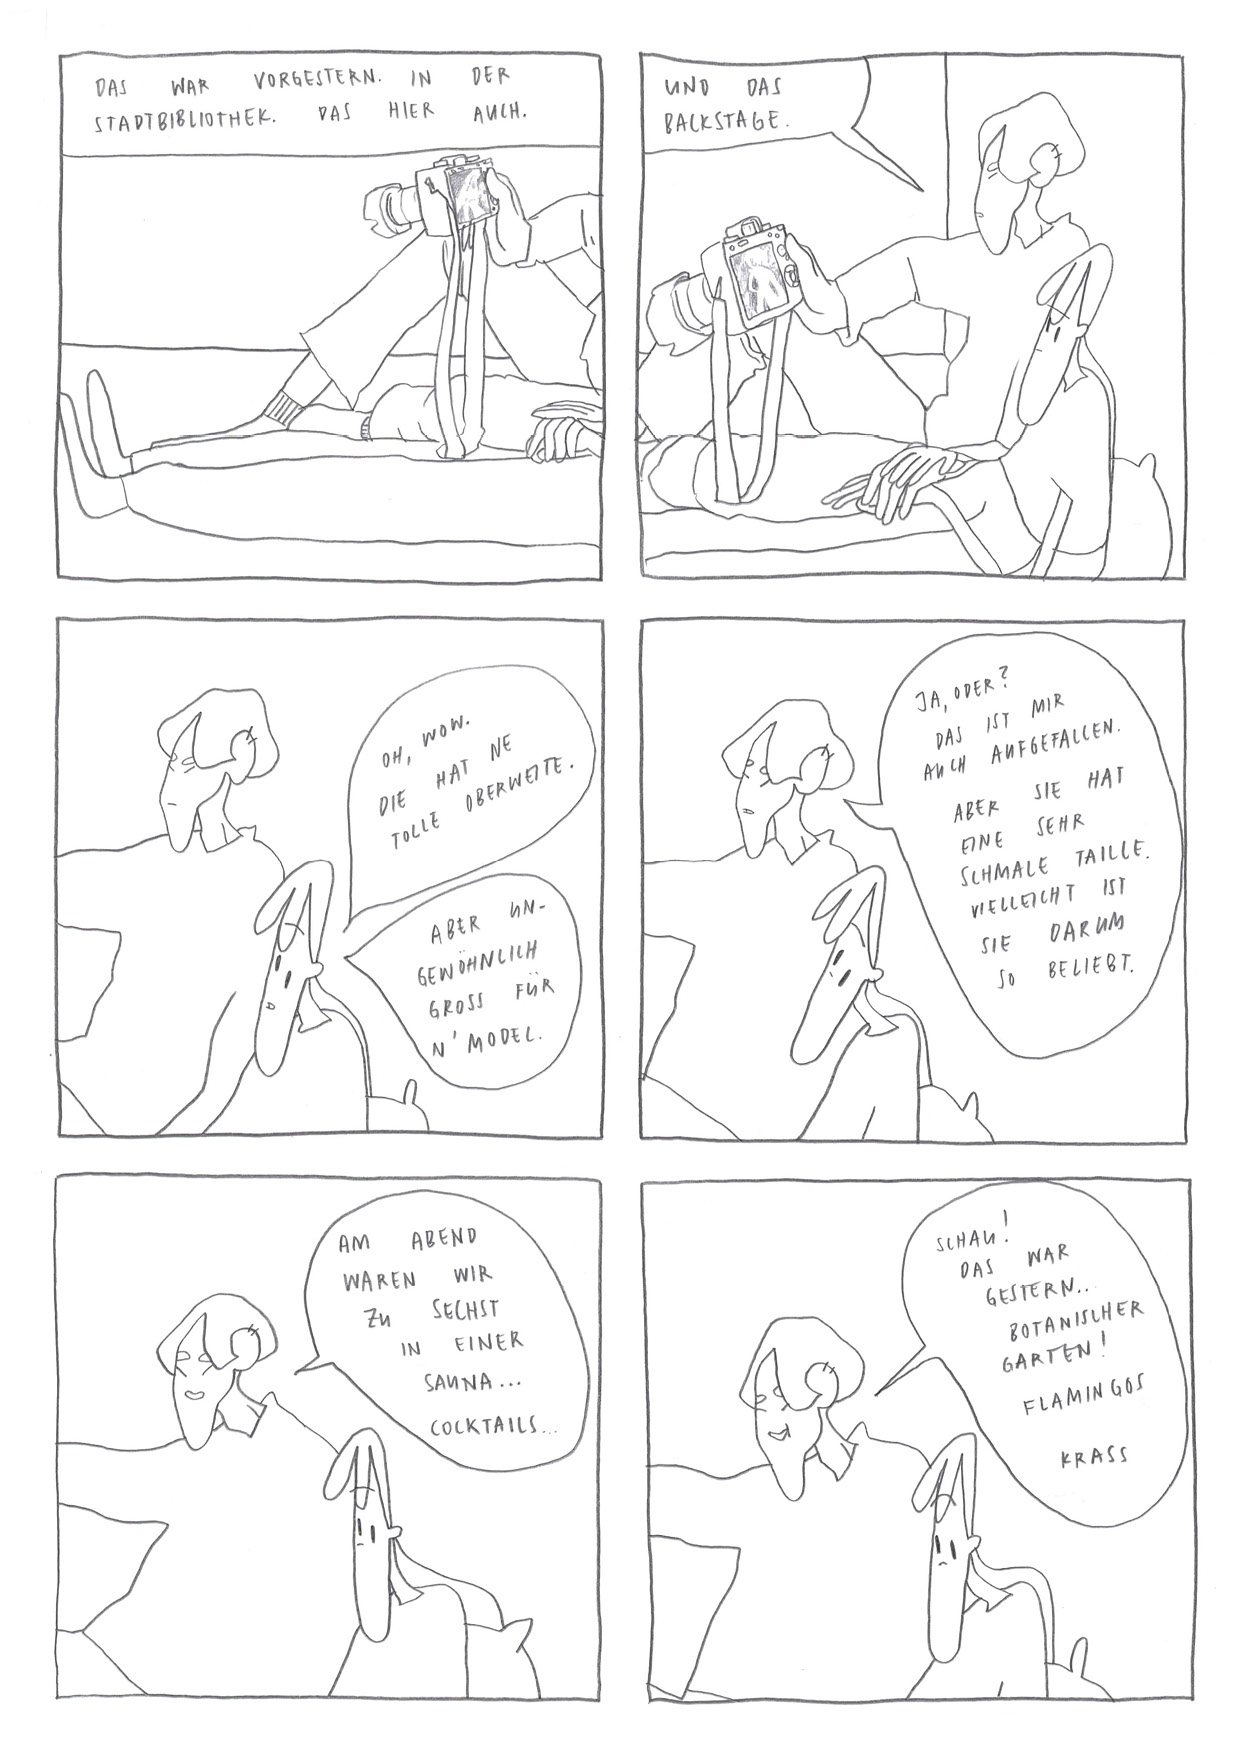 DAS WAR VORGESTERN. IN DER
STADTBIBLIOTHEK. DAS HIER AUCH.
UND DAS
BACKSTAGE.
OH, WOW.
DIE HAT NE
TOLLE OBERWEITE.
ABER UN-
GEWÖHNLICH
GROSS FÜR
N' MODEL.
JA, ODER?
DAS IST MIR
AUCH AUFGEFALLEN.
ABER SIE HAT
EINE SEHR
SCHMALE TAILLE.
VIELLEICHT IST
SIE DARUM
SO BELIEBT.
AM ABEND
WAREN WIR
ZU SECHST
IN EINER
SAUNA...
COCKTAILS...
SCHAU!
DAS WAR
GESTERN...
BOTANISCHER
GARTEN!
FLAMINGOS
KRASS